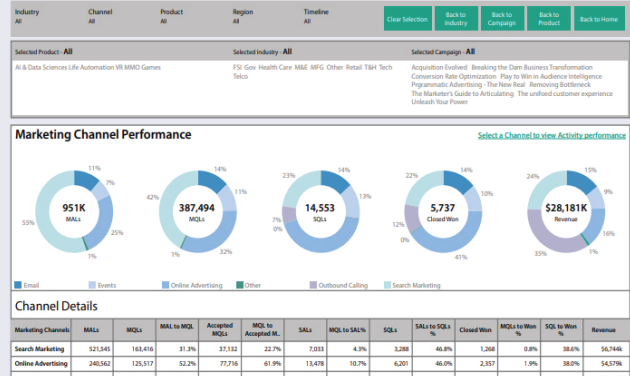 Industry Channel Product Region Timeline
All All All All All
Clear Selection
Back to Industry
Back to Campaign
Back to Product
Back to Home
Selected Product - All
Selected Industry - All
Selected Campaign - All
AI & Data Sciences Life Automation VR MMO Games
FSI Gov Health Care M&E MFG Other Retail T&H Tech
Telco
Acquisition Evolved Breaking the Dam Business Transformation
Conversion Rate Optimization Play to Win in Audience Intelligence
Prgrammatic Advertising - The New Real Removing Bottleneck
The Marketer's Guide to Articulating The unifoed customer experience
Unleash Your Power
Marketing Channel Performance
Select a Channel to view Activity performance
11%
7%
25%
1%
55%
951K
MALs
14%
11%
32%
1%
42%
387,494
MQLs
14%
13%
0%
7%
23%
14,553
SQLs
14%
10%
41%
0%
12%
22%
5,737
Closed Won
15%
9%
16%
1%
35%
24%
$28,181K
Revenue
Email Events Online Advertising Other Outbound Calling Search Marketing
Channel Details
Marketing Channels MALs MQLs MAL to MQL Accepted MQLs MQL to Accepted M.. SALs MQL to SAL% SQLs SALs to SQLs % Closed Won MQLs to Won % SQL to Won % Revenue
Search Marketing 521,545 163,416 31.3% 37,132 22.7% 7,033 4.3% 3,288 46.8% 1,268 0.8% 38.6% $6,744k
Online Advertising 240,562 125,517 52.2% 77,716 61.9% 13,478 10.7% 6,201 46.0% 2,357 1.9% 38.0% $4,579k